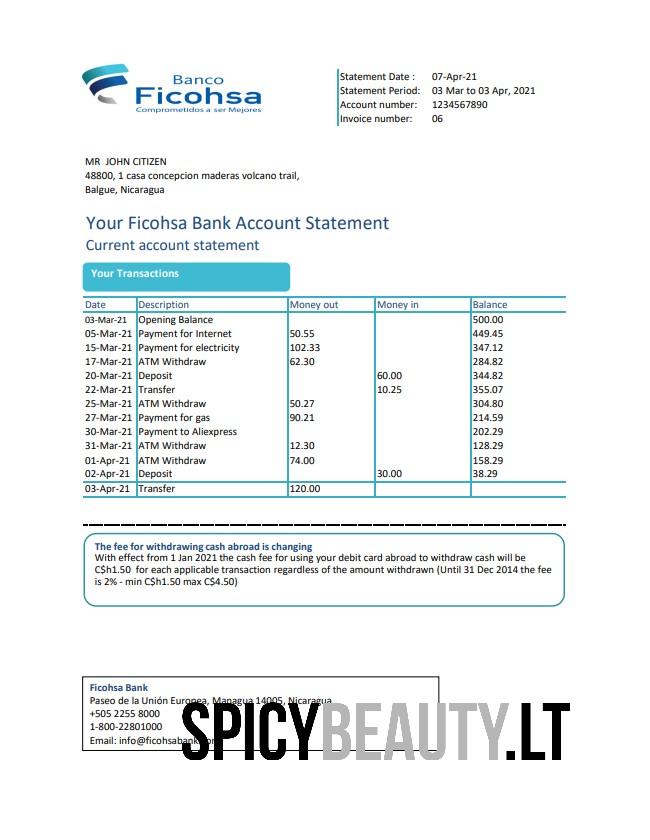 Banco
Ficohsa
Comprometidos a ser Mejores
Statement Date : 07-Apr-21
Statement Period: 03 Mar to 03 Apr, 2021
Account number: 1234567890
Invoice number: 06
MR JOHN CITIZEN
48800, 1 casa concepcion maderas volcano trail,
Balgue, Nicaragua
Your Ficohsa Bank Account Statement
Current account statement
Your Transactions
Date Description Money out Money in Balance
03-Mar-21 Opening Balance 500.00
05-Mar-21 Payment for Internet 50.55 449.45
15-Mar-21 Payment for electricity 102.33 347.12
17-Mar-21 ATM Withdraw 62.30 284.82
20-Mar-21 Deposit 60.00 344.82
22-Mar-21 Transfer 10.25 355.07
25-Mar-21 ATM Withdraw 50.27 304.80
27-Mar-21 Payment for gas 90.21 214.59
30-Mar-21 Payment to Aliexpress 202.29
31-Mar-21 ATM Withdraw 12.30 128.29
01-Apr-21 ATM Withdraw 74.00 158.29
02-Apr-21 Deposit 30.00 38.29
03-Apr-21 Transfer 120.00
The fee for withdrawing cash abroad is changing
With effect from 1 Jan 2021 the cash fee for using your debit card abroad to withdraw cash will be
C$h1.50 for each applicable transaction regardless of the amount withdrawn (Until 31 Dec 2014 the fee
is 2% - min C$h1.50 max C$4.50)
Ficohsa Bank
Paseo de la Unión Europea, Managua 14005, Nicaragua
+505 2255 8000
1-800-22801000
Email:
SPICYBEAUTY.LT